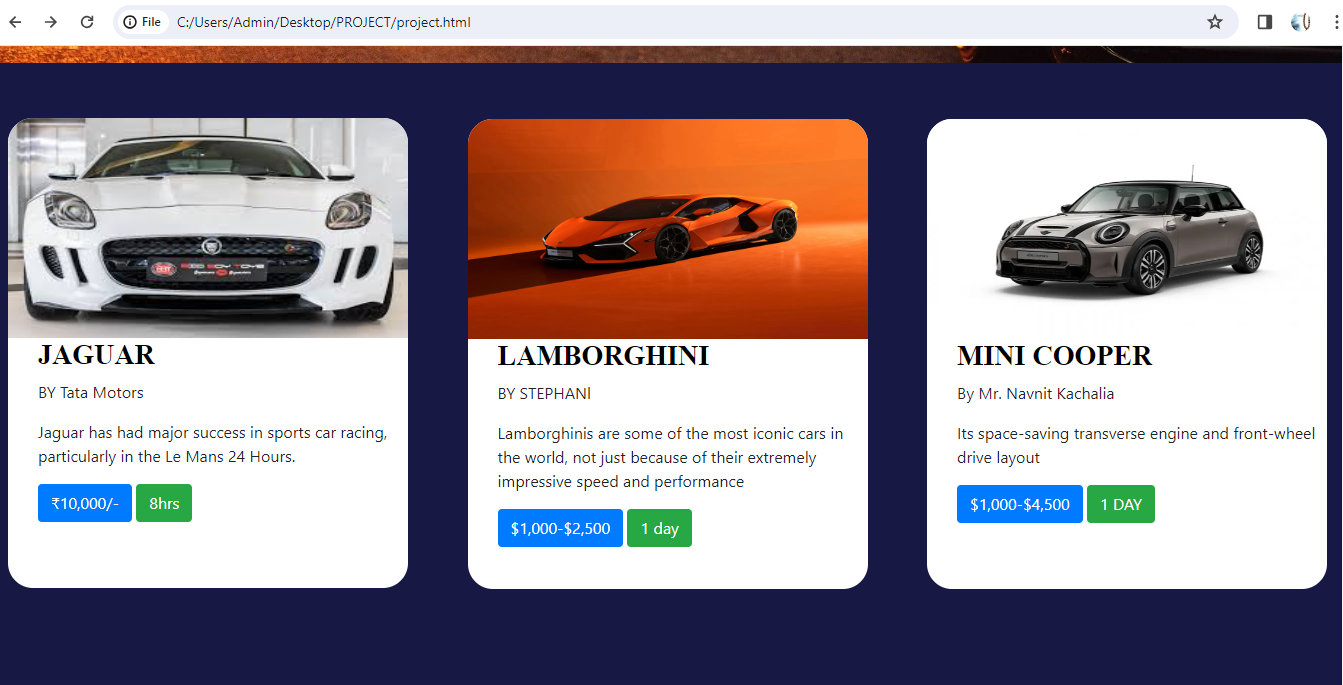 File C:/Users/Admin/Desktop/PROJECT/project.html
JAGUAR
BY Tata Motors
Jaguar has had major success in sports car racing,
particularly in the Le Mans 24 Hours.
₹10,000/- 8hrs
LAMBORGHINI
BY STEPHANl
Lamborghinis are some of the most iconic cars in
the world, not just because of their extremely
impressive speed and performance
$1,000-$2,500 1 day
MINI COOPER
By Mr. Navnit Kachalia
Its space-saving transverse engine and front-wheel
drive layout
$1,000-$4,500 1 DAY